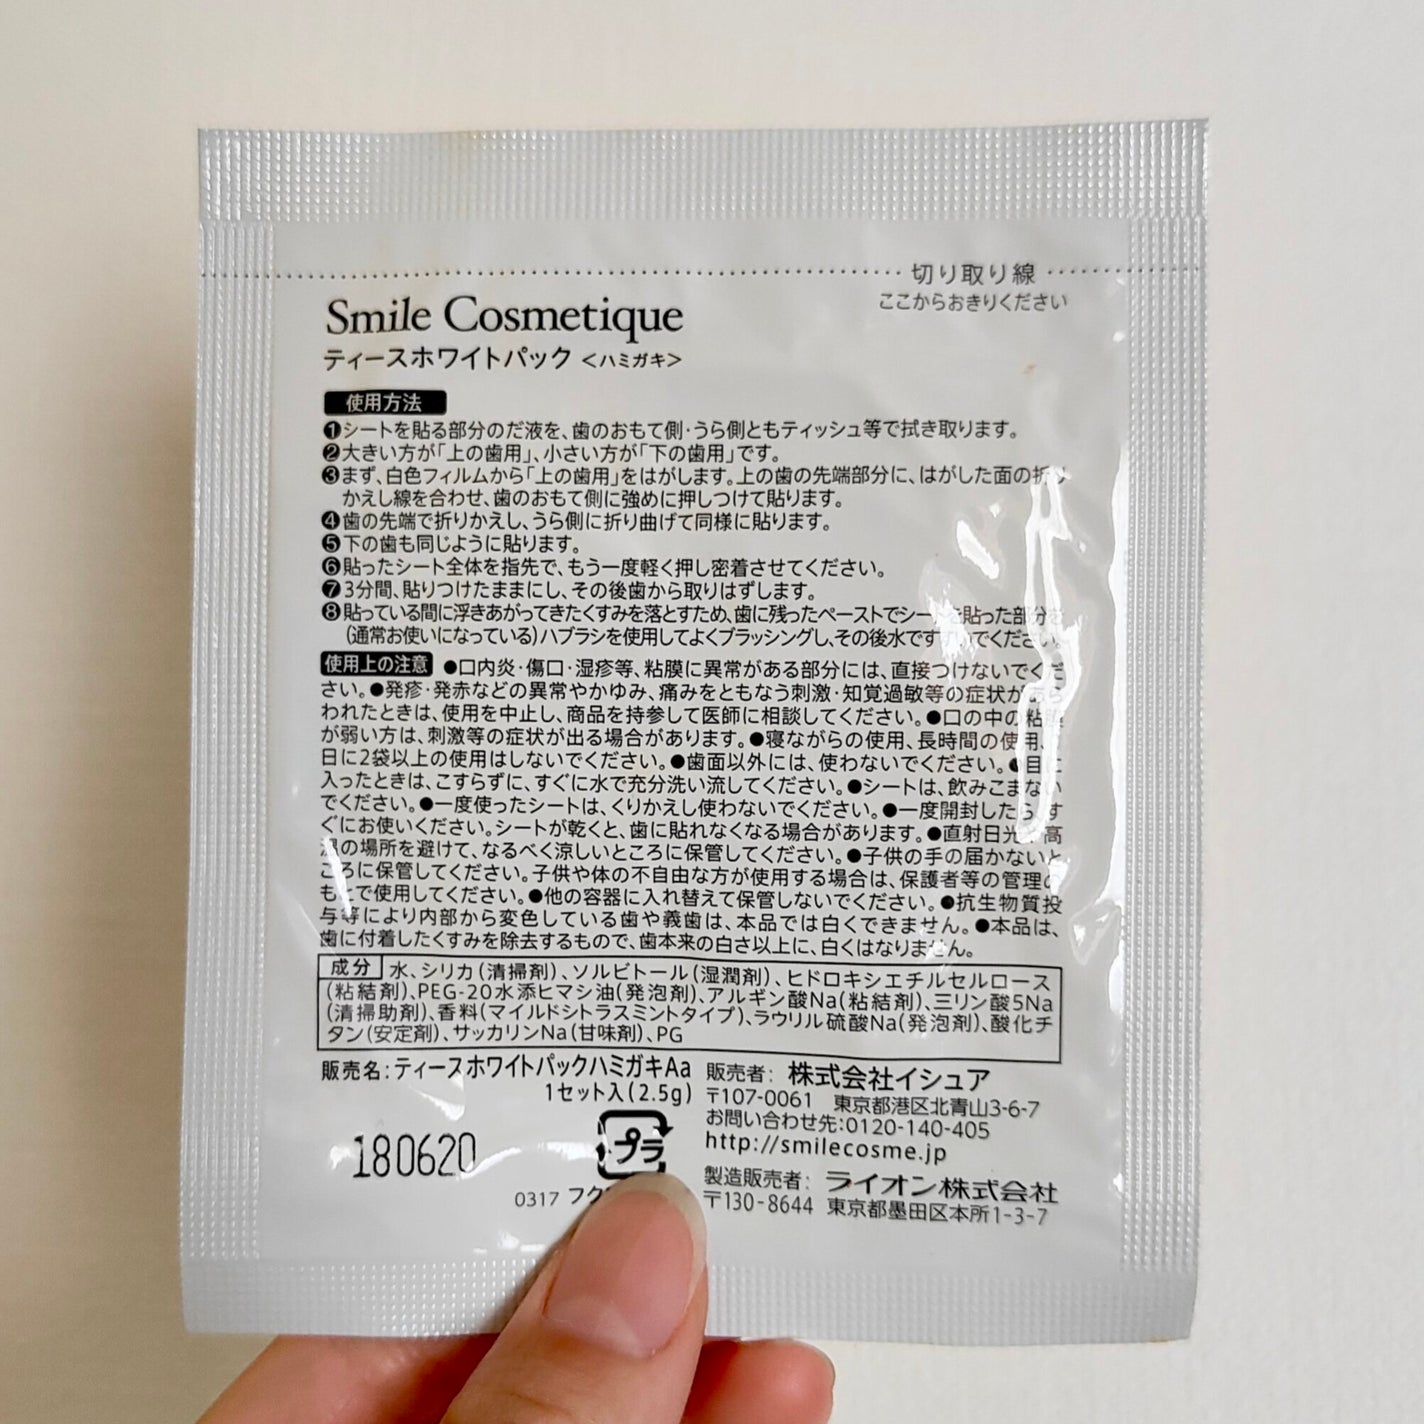 切り取り線
ここからおきりください
Smile Cosmetique
ティースホワイトパック <ハミガキ>
使用方法
❶シートを貼る部分のだ液を、歯のおもて側・うら側ともティッシュ等で拭き取ります。
❷大きい方が「上の歯用」、小さい方が「下の歯用」です。
❸まず、白色フィルムから「上の歯用」をはがします。上の歯の先端部分に、はがした面の折り
かえし線を合わせ、歯のおもて側に強めに押しつけて貼ります。
❹歯の先端で折りかえし、うら側に折り曲げて同様に貼ります。
❺下の歯も同じように貼ります。
❻貼ったシート全体を指先で、もう一度軽く押し密着させてください。
❼3分間、貼りつけたままにし、その後歯から取りはずします。
❽貼っている間に浮きあがってきたくすみを落とすため、歯に残ったペーストでシートを貼った部分を
(通常お使いになっている)ハブラシを使用してよくブラッシングし、その後水ですすいでください。
使用上の注意 ●口内炎・傷口・湿疹等、粘膜に異常がある部分には、直接つけないでくだ
さい。●発疹・発赤などの異常やかゆみ、痛みをともなう刺激・知覚過敏等の症状があら
われたときは、使用を中止し、商品を持参して医師に相談してください。●口の中の粘膜
が弱い方は、刺激等の症状が出る場合があります。●寝ながらの使用、長時間の使用、
日に2袋以上の使用はしないでください。●歯面以外には、使わないでください。●目に
入ったときは、こすらずに、すぐに水で充分洗い流してください。●シートは、飲みこまない
でください。●一度使ったシートは、くりかえし使わないでください。●一度開封したらす
ぐにお使いください。シートが乾くと、歯に貼れなくなる場合があります。●直射日光 高
温の場所を避けて、なるべく涼しいところに保管してください。●子供の手の届かないと
ころに保管してください。子供や体の不自由な方が使用する場合は、保護者等の管理の
もとで使用してください。●他の容器に入れ替えて保管しないでください。●抗生物質投
与等により内部から変色している歯や義歯は、本品では白くできません。●本品は、
歯に付着したくすみを除去するもので、歯本来の白さ以上に、白くはなりません。
成分 水、シリカ(清掃剤)、ソルビトール(湿潤剤)、ヒドロキシエチルセルロース
(粘結剤)、PEG-20水添ヒマシ油(発泡剤)、アルギン酸Na(粘結剤)、三リン酸5Na
(清掃助剤)、香料(マイルドシトラスミントタイプ)、ラウリル硫酸Na(発泡剤)、酸化チ
タン(安定剤)、サッカリンNa(甘味剤)、PG
販売名:ティースホワイトパックハミガキAa
1セット入(2.5g)
180620
プラ
0317 フク
販売者: 株式会社イシュア
〒107-0061 東京都港区北青山3-6-7
お問い合わせ先:0120-140-405
http://smilecosme.jp
製造販売者: ライオン株式会社
〒130-8644 東京都墨田区本所1-3-7